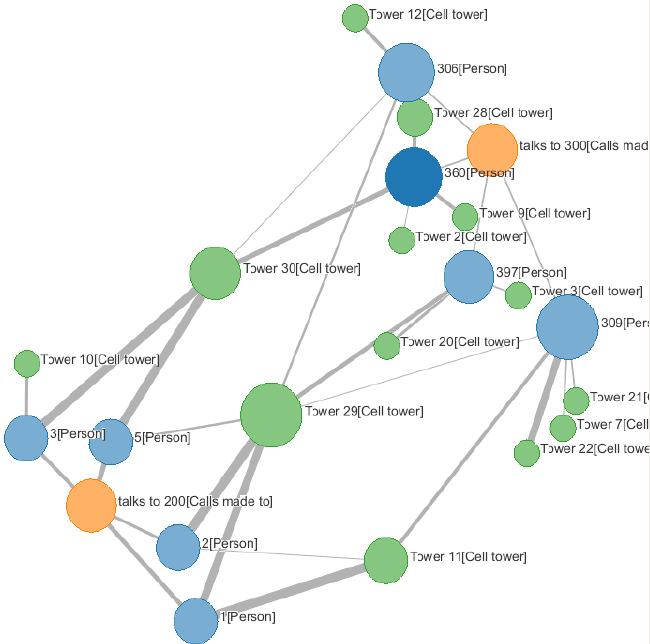 Tower 12[Cell tower]
306[Person]
Tower 28[Cell tower]
talks to 300[Calls mad
360[Person]
Tower 9[Cell tower]
Tower 2[Cell tower]
Tower 30[Cell tower]
397[Person]
Tower 3[Cell tower]
309[Pers
Tower 20[Cell tower]
Tower 10[Cell tower]
Tower 21[C
Tower 29[Cell tower]
Tower 7[Cell
3[Person]
5[Person]
Tower 22[Cell towe
talks to 200[Calls made to]
2[Person]
Tower 11[Cell tower]
1[Person]